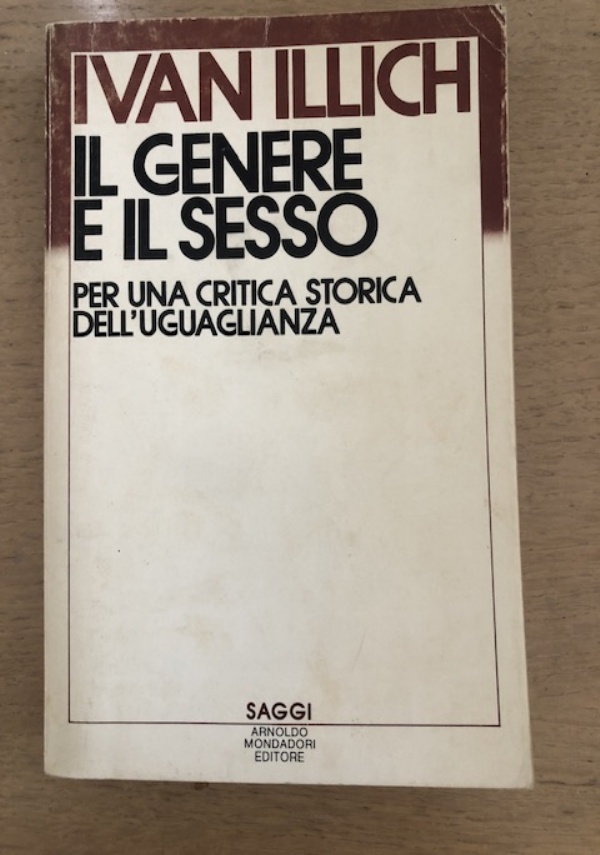 IVAN ILLICH
IL GENERE
E IL SESSO
PER UNA CRITICA STORICA
DELL'UGUAGLIANZA
SAGGI
ARNOLDO
MONDADORI
EDITORE